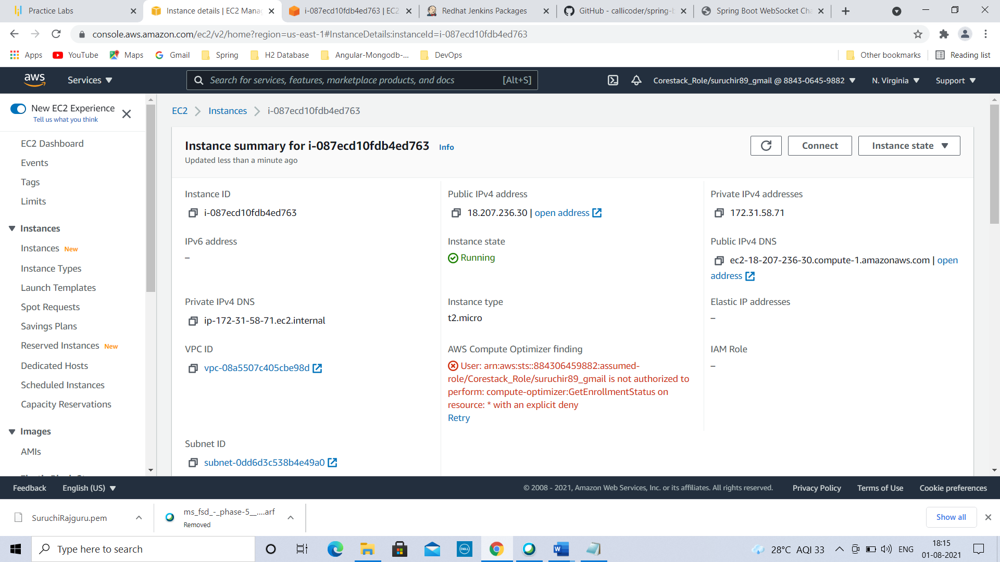 Practice Labs
Instance details | EC2 Manag
i-087ecd10fdb4ed763 | EC2
Redhat Jenkins Packages
GitHub - callicoder/spring-b
Spring Boot WebSocket Cha
console.aws.amazon.com/ec2/v2/home?region=us-east-1#InstanceDetails:instanceId=i-087ecd10fdb4ed763
Apps
YouTube
Maps
Gmail
Spring
H2 Database
Angular-Mongodb-...
DevOps
Other bookmarks
Reading list
aws
Services
Search for services, features, marketplace products, and docs
[Alt+S]
Corestack_Role/suruchir89_gmail @ 8843-0645-9882
N. Virginia
Support
New EC2 Experience
Tell us what you think
EC2 Dashboard
Events
Tags
Limits
Instances
Instances New
Instance Types
Launch Templates
Spot Requests
Savings Plans
Reserved Instances New
Dedicated Hosts
Scheduled Instances
Capacity Reservations
Images
AMIs
EC2
Instances
i-087ecd10fdb4ed763
Instance summary for i-087ecd10fdb4ed763 Info
Updated less than a minute ago
Connect
Instance state
Instance ID
i-087ecd10fdb4ed763
Public IPv4 address
18.207.236.30 | open address
Private IPv4 addresses
172.31.58.71
IPv6 address
–
Instance state
Running
Public IPv4 DNS
ec2-18-207-236-30.compute-1.amazonaws.com | open
address
Private IPv4 DNS
ip-172-31-58-71.ec2.internal
Instance type
t2.micro
Elastic IP addresses
–
VPC ID
vpc-08a5507c405cbe98d
AWS Compute Optimizer finding
User: arn:aws:sts::884306459882:assumed-
role/Corestack_Role/suruchir89_gmail is not authorized to
perform: compute-optimizer:GetEnrollmentStatus on
resource: * with an explicit deny
Retry
IAM Role
–
Subnet ID
subnet-0dd6d3c538b4e49a0
Feedback
English (US)
© 2008 - 2021, Amazon Web Services, Inc. or its affiliates. All rights reserved.
Privacy Policy
Terms of Use
Cookie preferences
SuruchiRajguru.pem
ms_fsd_-_phase-5__....arf
Removed
Show all
Type here to search
DELL
W
28°C AQI 33
ENG
18:15
01-08-2021